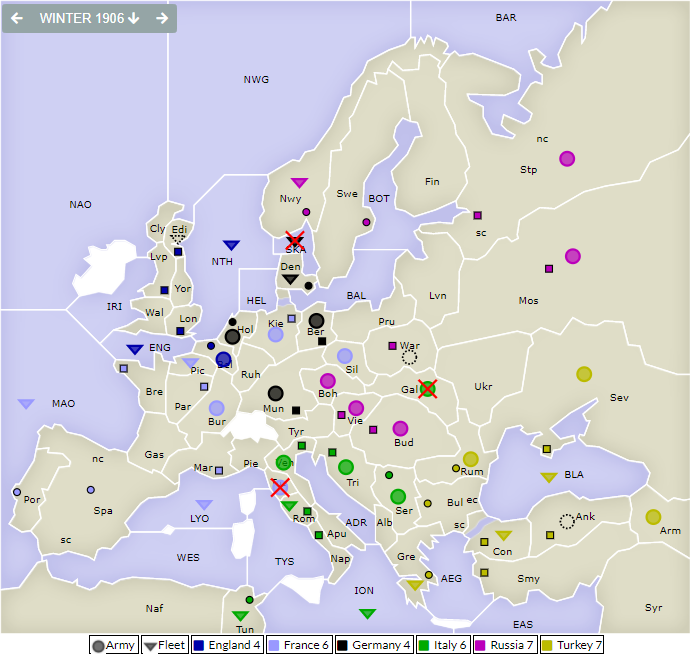 WINTER 1906
BAR
NWG
nc
Stp
Fin
Nwy
Swe
BOT
NAO
sc
Cly
Edi
SKA
Lvp
NTH
Den
Mos
Yor
HEL
BAL
Lvn
IRI
Wal
Lon
Kie
Pru
Hol
Ber
War
ENG
Bel
Pic
Sil
Ruh
Gal
Ukr
MAO
Bre
Boh
Sev
Par
Mun
Bur
Vie
Bud
Tyr
nc
Gas
Mar
Pie
Ven
Tri
Rum
BLA
Por
Spa
Ser
Bul
ec
Ank
LYO
Rom
ADR
Alb
sc
Arm
sc
Apu
Con
WES
TYS
Nap
Gre
AEG
Smy
Naf
ION
Syr
Tun
EAS
Army
Fleet
England 4
France 6
Germany 4
Italy 6
Russia 7
Turkey 7